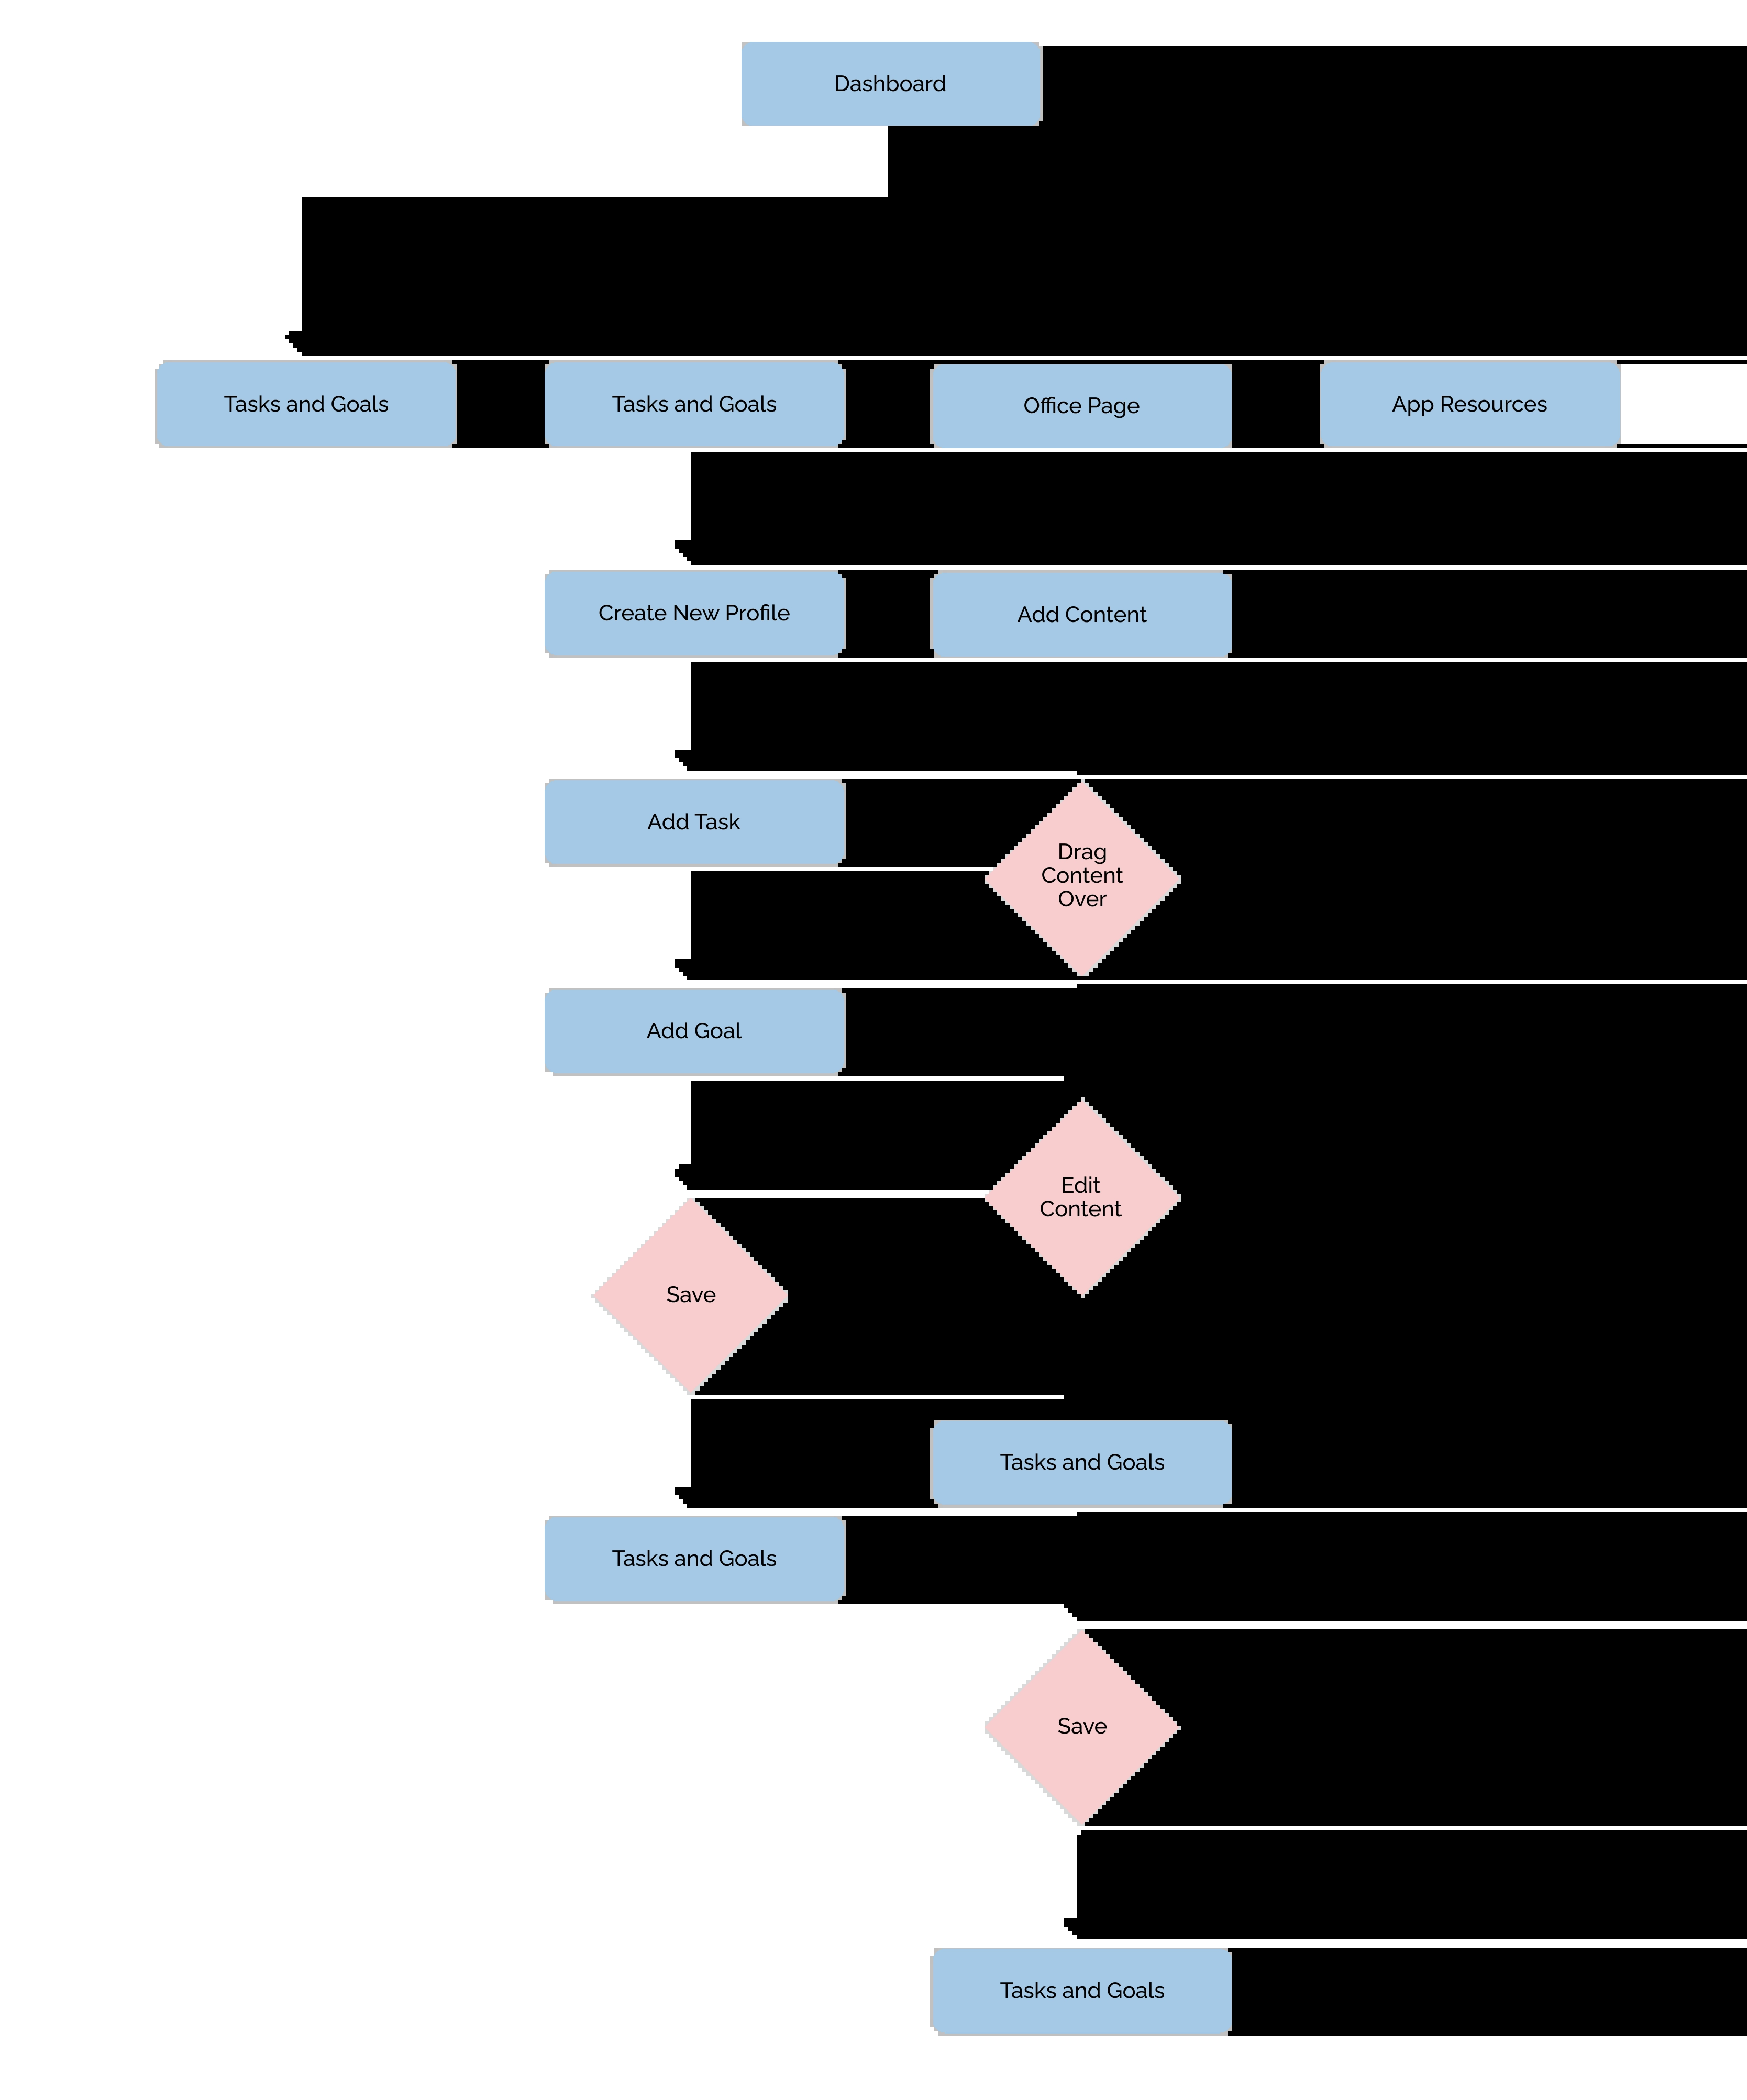 Dashboard
Tasks and Goals
Tasks and Goals
Office Page
App Resources
Create New Profile
Add Content
Add Task
Drag
Content
Over
Add Goal
Edit
Content
Save
Tasks and Goals
Tasks and Goals
Save
Tasks and Goals